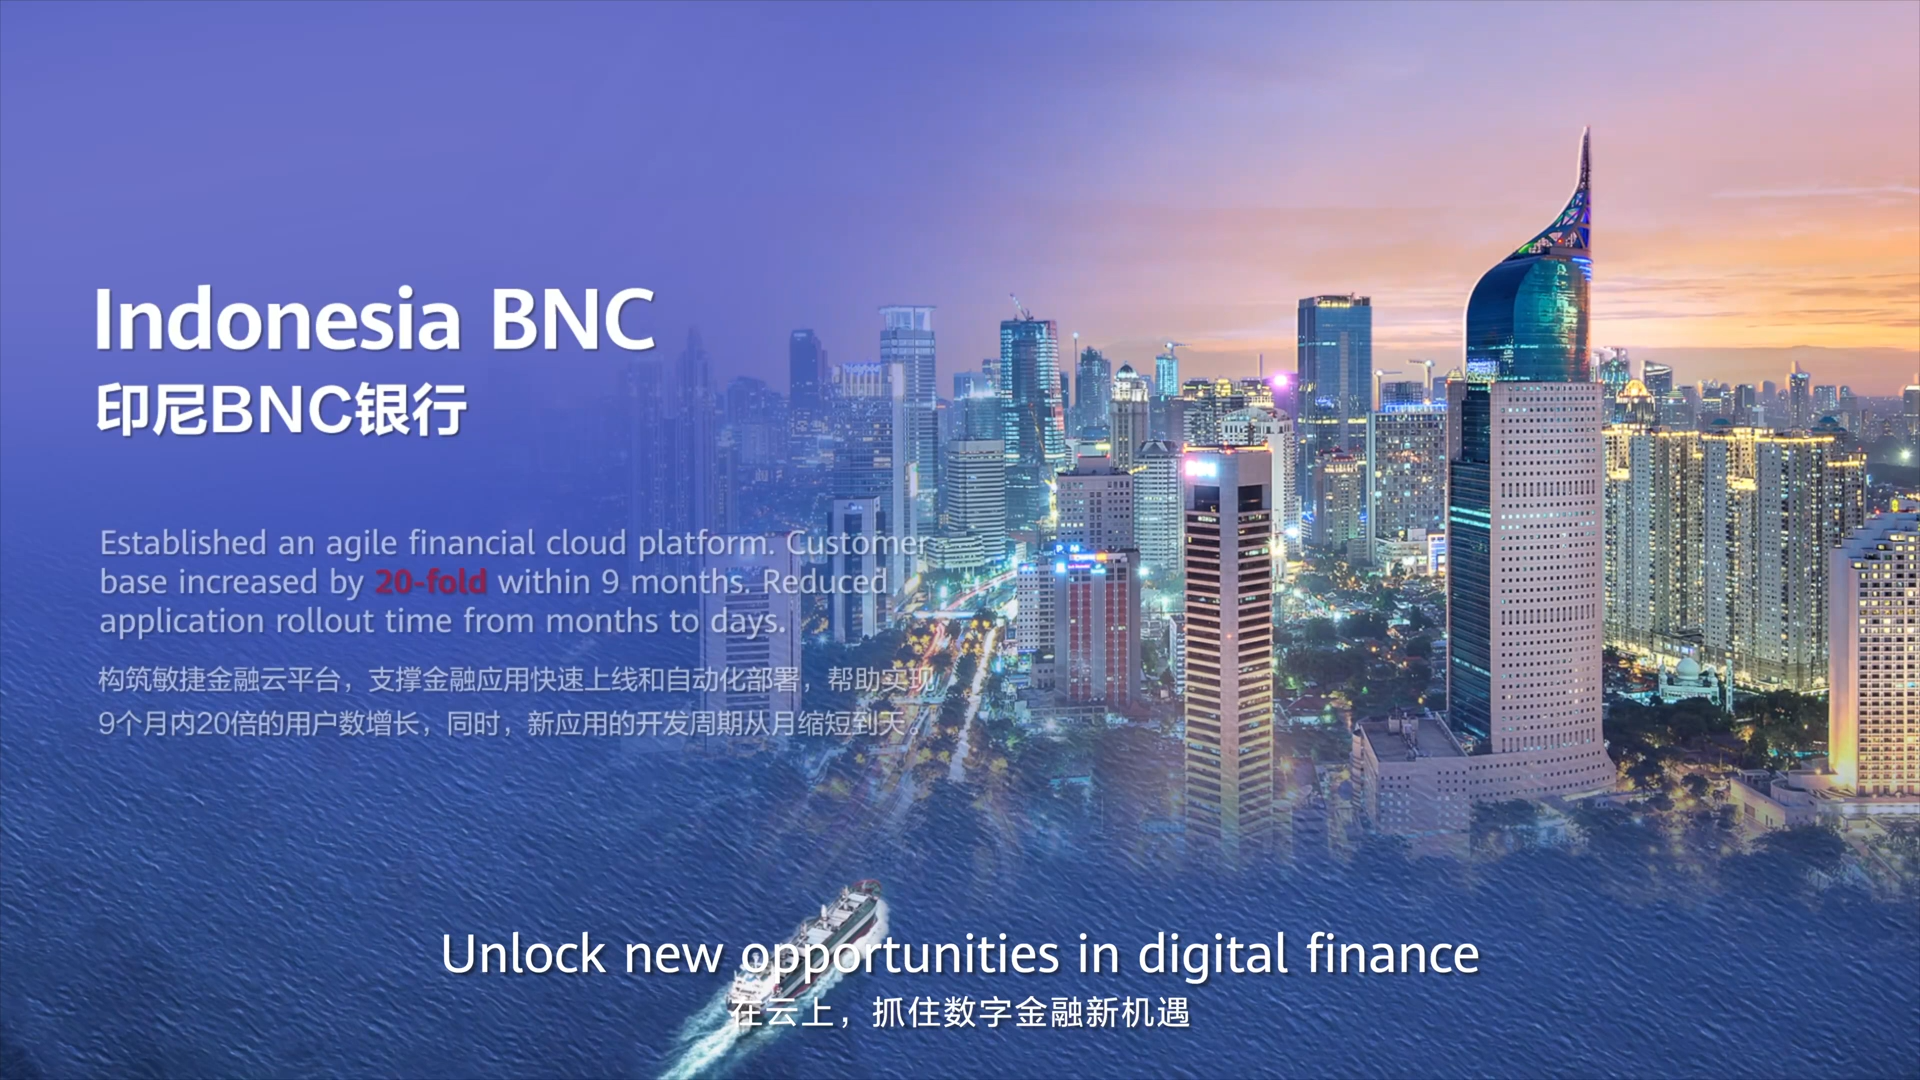 Indonesia BNC
印尼BNC银行
Established an agile financial cloud platform. Customer
base increased by 20-fold within 9 months. Reduced
application rollout time from months to days.
构筑敏捷金融云平台，支撑金融应用快速上线和自动化部署，帮助实现
9个月内20倍的用户数增长，同时，新应用的开发周期从月缩短到天。
Unlock new opportunities in digital finance
在云上，抓住数字金融新机遇